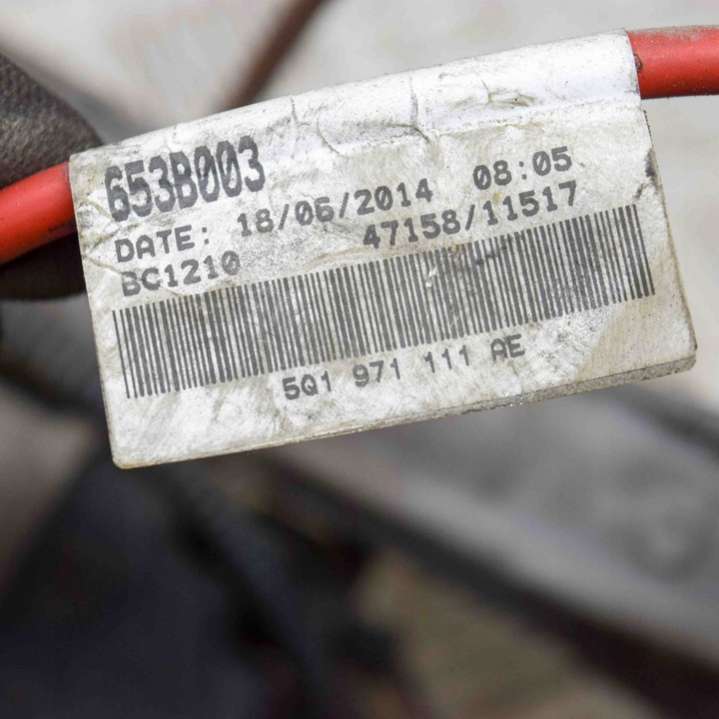 653B003
DATE: 18/06/2014 08:05
BC1210 47158/11517
5Q1 971 111 AE